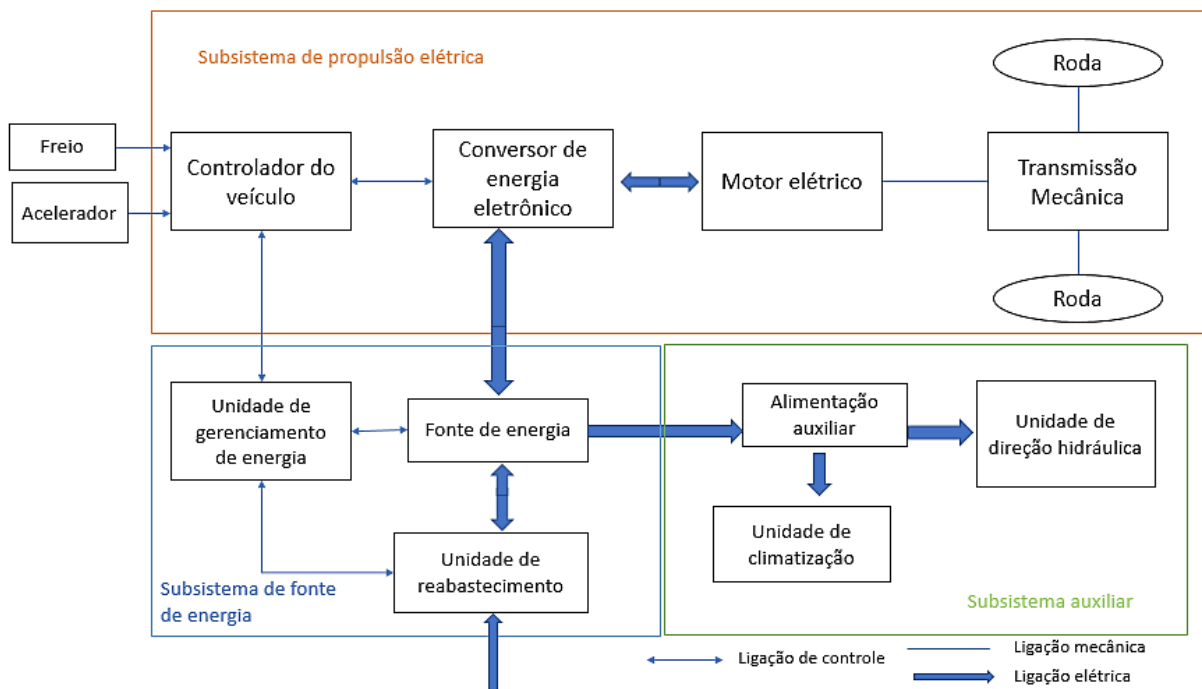 Subsistema de propulsão elétrica
Roda
Freio
Acelerador
Controlador do
veículo
Conversor de
energia
eletrônico
Motor elétrico
Transmissão
Mecânica
Roda
Unidade de
gerenciamento
de energia
Fonte de energia
Alimentação
auxiliar
Unidade de
direção hidráulica
Unidade de
climatização
Unidade de
reabastecimento
Subsistema de fonte
de energia
Subsistema auxiliar
Ligação de controle
Ligação mecânica
Ligação elétrica